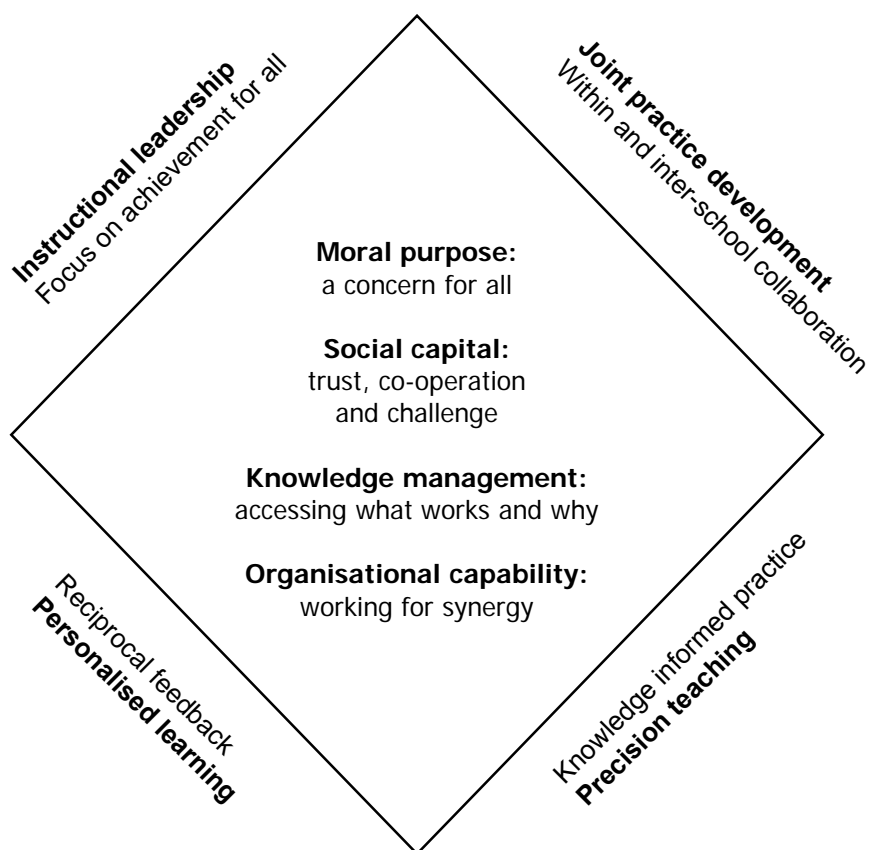 Instructional leadership
Focus on achievement for all
Joint practice development
Within and inter-school collaboration
Moral purpose:
a concern for all
Social capital:
trust, co-operation
and challenge
Knowledge management:
accessing what works and why
Organisational capability:
working for synergy
Reciprocal feedback
Personalised learning
Knowledge informed practice
Precision teaching